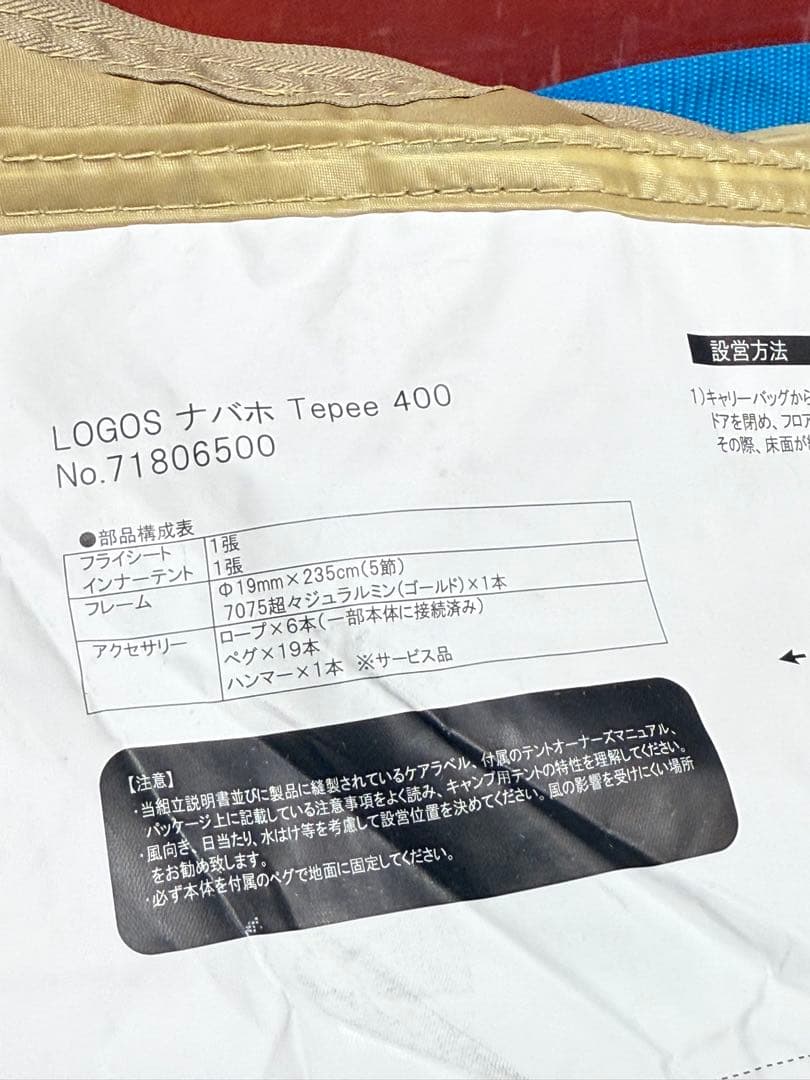 LOGOS ナバホ Tepee 400
No.71806500
●部品構成表
フライシート 1張
インナーテント 1張
フレーム Φ19mm×235cm(5節)
7075超々ジュラルミン(ゴールド)×1本
アクセサリー ロープ×6本(一部本体に接続済み)
ペグ×19本
ハンマー×1本 ※サービス品
【注意】
・当組立説明書並びに製品に縫製されているケアラベル、付属のテントオーナーズマニュアル、
パッケージ上に記載している注意事項をよく読み、キャンプ用テントの特性を理解してください。
・風向き、日当たり、水はけ等を考慮して設営位置を決めてください。風の影響を受けにくい場所
をお勧め致します。
・必ず本体を付属のペグで地面に固定してください。
設営方法
1)キャリーバッグから
ドアを閉め、フロア
その際、床面が